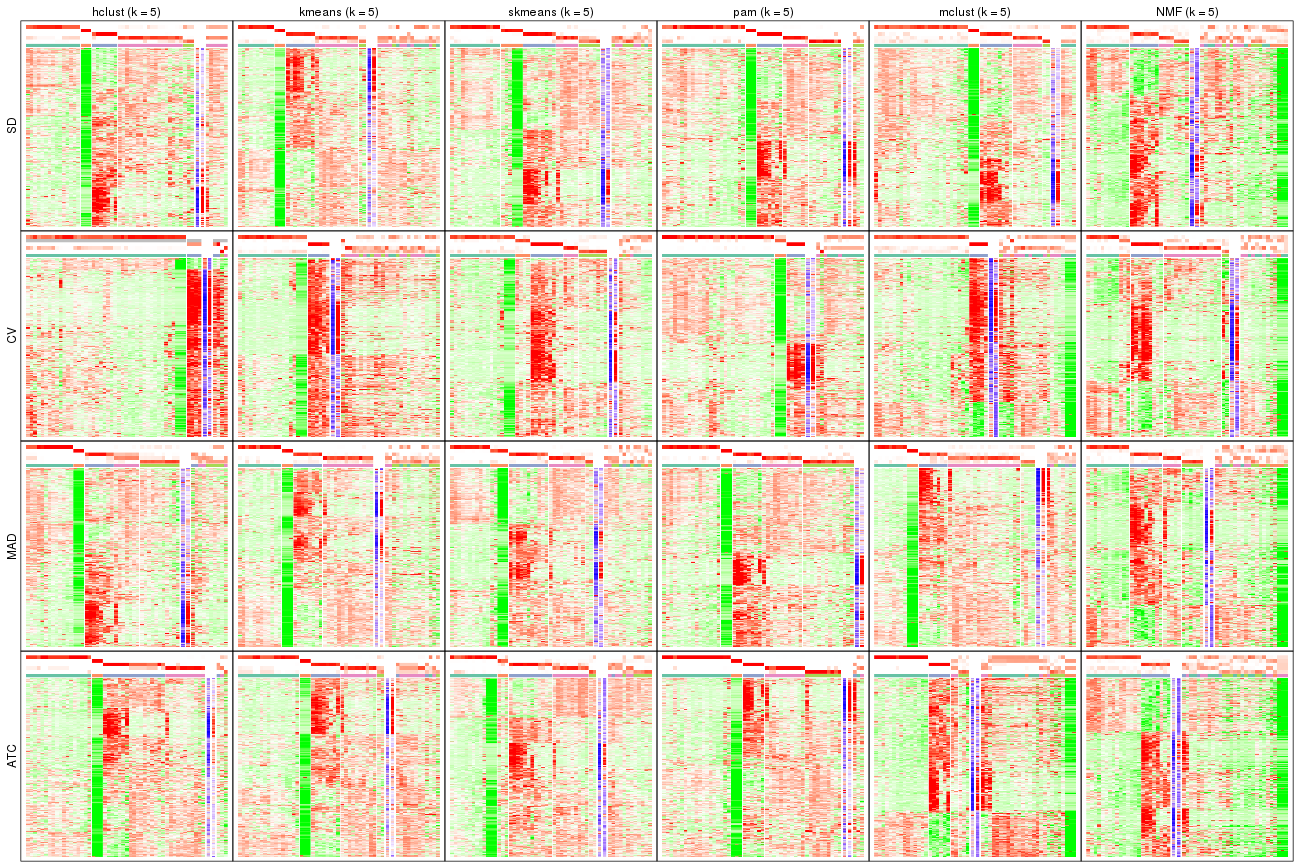 hclust (k = 5) kmeans (k = 5) skmeans (k = 5) pam (k = 5) mclust (k = 5) NMF (k = 5)
SD
CV
MAD
ATC